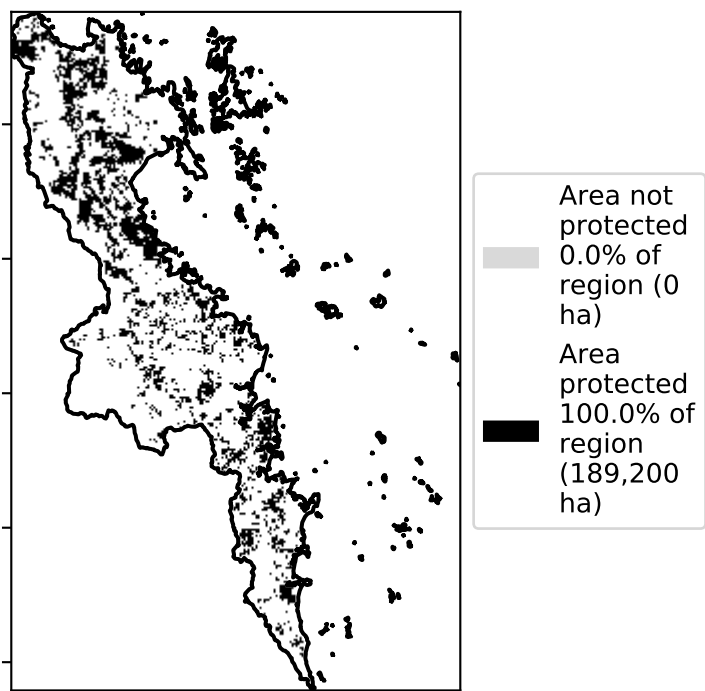 Area not
protected
0.0% of
region (0
ha)
Area
protected
100.0% of
region
(189,200
ha)